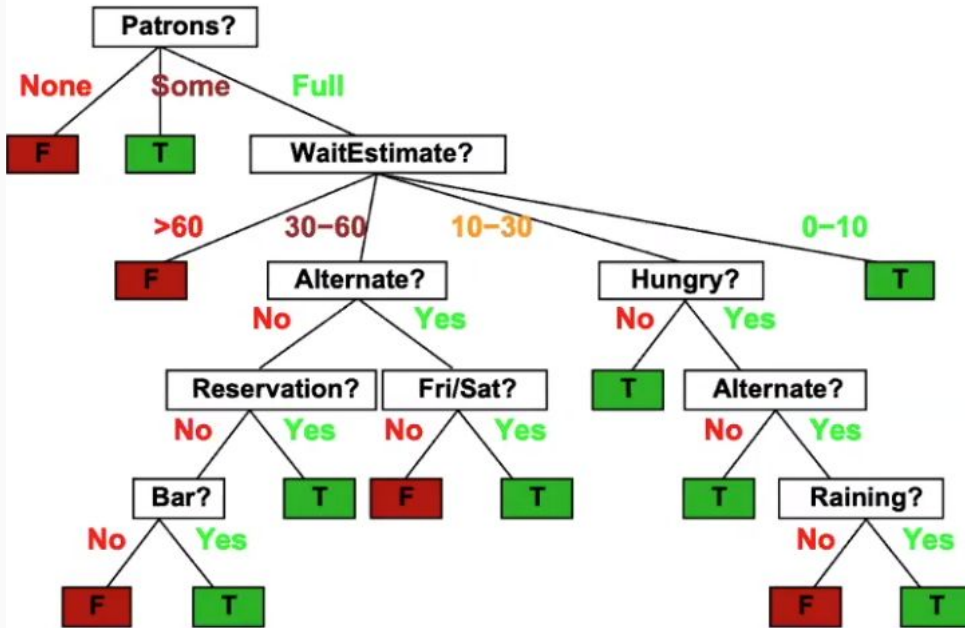 Patrons?
None Some Full
F T WaitEstimate?
>60 30−60 10−30 0−10
F Alternate? Hungry? T
No Yes No Yes
Reservation? Fri/Sat? T Alternate?
No Yes No Yes No Yes
Bar? T F T T Raining?
No Yes No Yes
F T F T